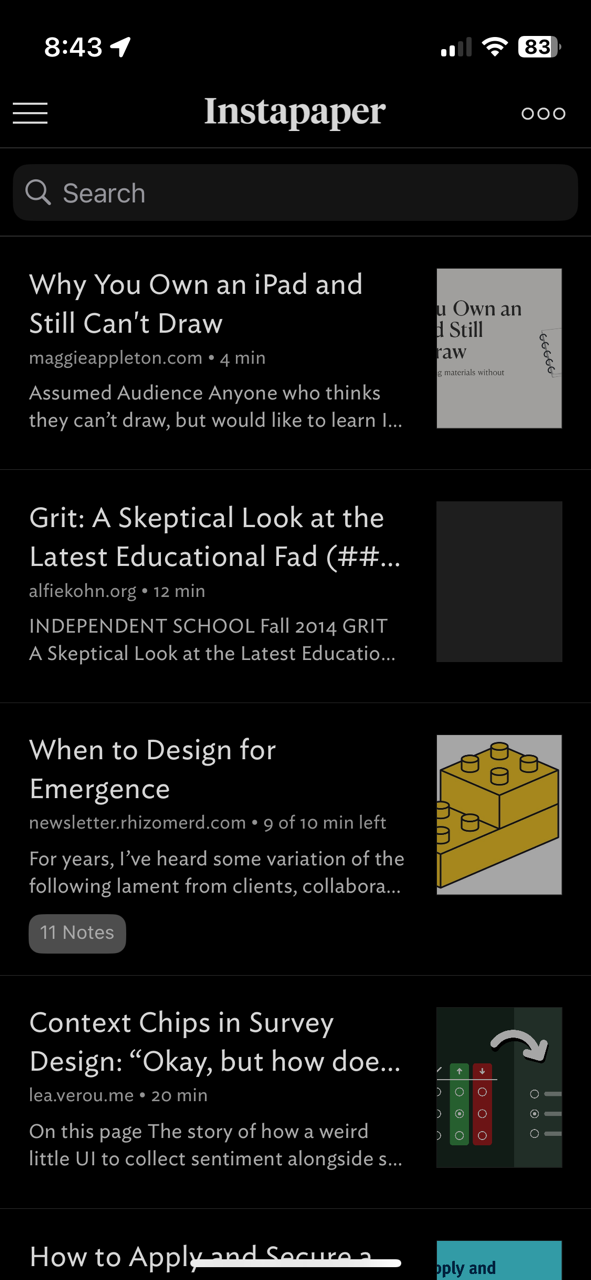 8:43
83
Instapaper
Search
Why You Own an iPad and
Still Can't Draw
maggieappleton.com • 4 min
Assumed Audience Anyone who thinks
they can’t draw, but would like to learn I...
u Own an
d Still
raw
g materials without
Grit: A Skeptical Look at the
Latest Educational Fad (##...
alfiekohn.org • 12 min
INDEPENDENT SCHOOL Fall 2014 GRIT
A Skeptical Look at the Latest Educatio...
When to Design for
Emergence
newsletter.rhizomerd.com • 9 of 10 min left
For years, I’ve heard some variation of the
following lament from clients, collabora...
11 Notes
Context Chips in Survey
Design: “Okay, but how doe...
lea.verou.me • 20 min
On this page The story of how a weird
little UI to collect sentiment alongside s...
How to Apply and Secure a
pply and